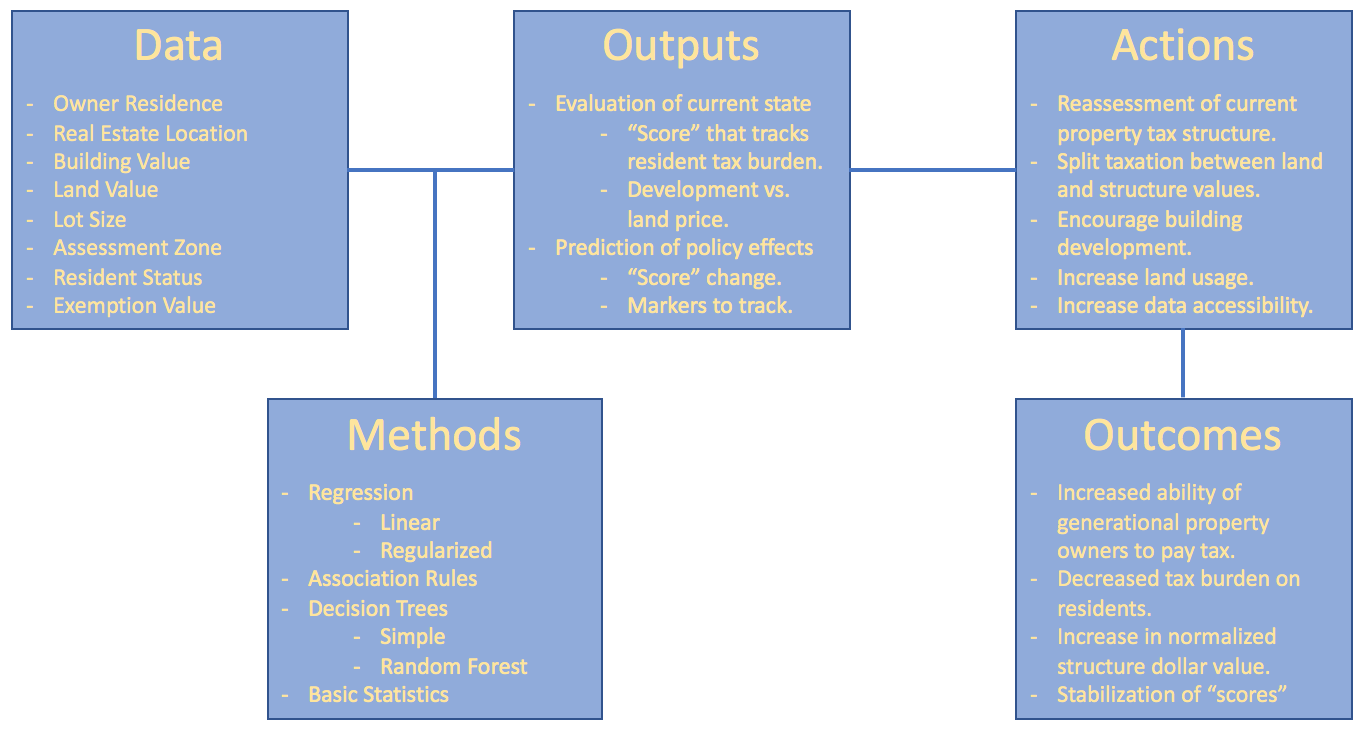 Data
- Owner Residence
- Real Estate Location
- Building Value
- Land Value
- Lot Size
- Assessment Zone
- Resident Status
- Exemption Value
Outputs
- Evaluation of current state
- “Score” that tracks
resident tax burden.
- Development vs.
land price.
- Prediction of policy effects
- “Score” change.
- Markers to track.
Actions
- Reassessment of current
property tax structure.
- Split taxation between land
and structure values.
- Encourage building
development.
- Increase land usage.
- Increase data accessibility.
Methods
- Regression
- Linear
- Regularized
- Association Rules
- Decision Trees
- Simple
- Random Forest
- Basic Statistics
Outcomes
- Increased ability of
generational property
owners to pay tax.
- Decreased tax burden on
residents.
- Increase in normalized
structure dollar value.
- Stabilization of “scores”